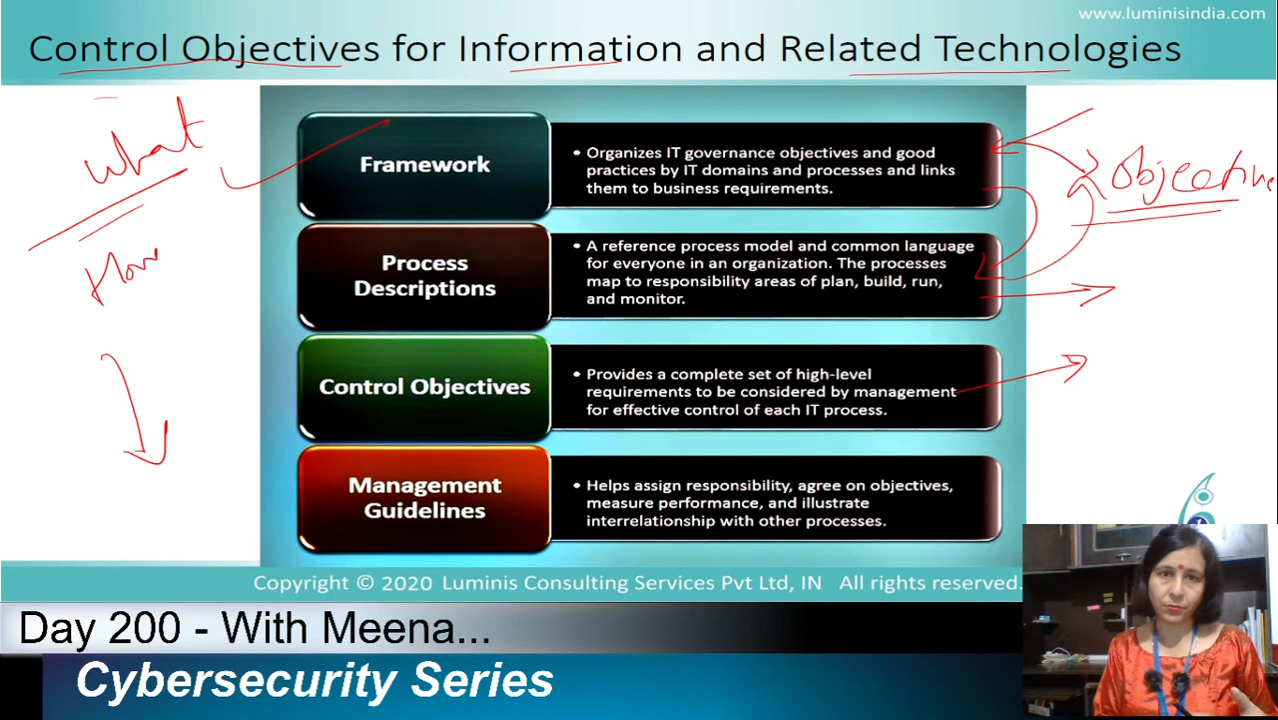 www.luminisindia.com
Control Objectives for Information and Related Technologies
What
How
Objective
Framework
• Organizes IT governance objectives and good
practices by IT domains and processes and links
them to business requirements.
Process
Descriptions
• A reference process model and common language
for everyone in an organization. The processes
map to responsibility areas of plan, build, run,
and monitor.
Control Objectives
• Provides a complete set of high-level
requirements to be considered by management
for effective control of each IT process.
Management
Guidelines
• Helps assign responsibility, agree on objectives,
measure performance, and illustrate
interrelationship with other processes.
Copyright © 2020 Luminis Consulting Services Pvt Ltd, IN All rights reserved.
Day 200 - With Meena...
Cybersecurity Series